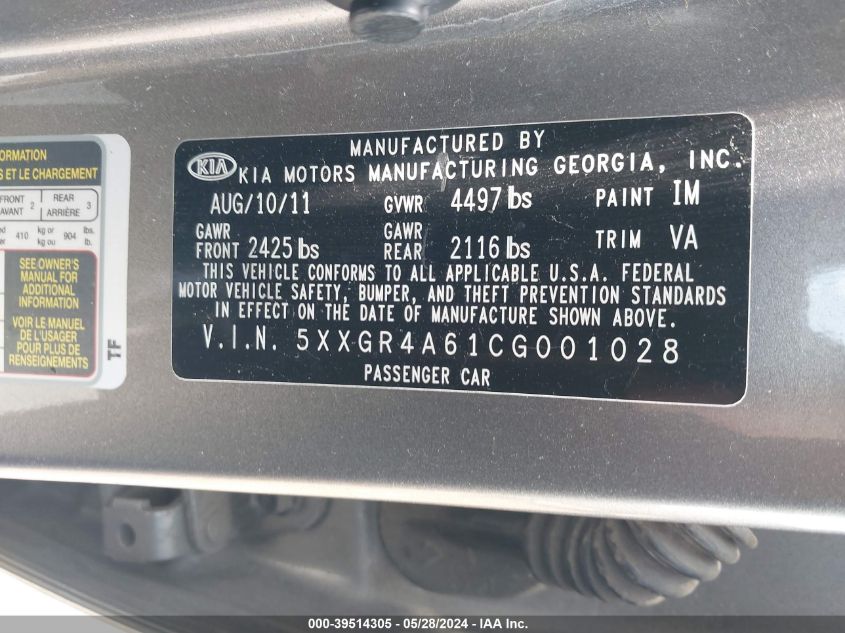 ORMATION
S ET LE CHARGEMENT
FRONT 2 REAR 3
AVANT ARRIÈRE
410 kg or 904 lbs.
kg ou lb.
SEE OWNER'S
MANUAL FOR
ADDITIONAL
INFORMATION
VOIR LE MANUEL
DE L'USAGER
POUR PLUS DE
RENSEIGNEMENTS
TF
MANUFACTURED BY
KIA KIA MOTORS MANUFACTURING GEORGIA, INC.
AUG/10/11 GVWR 4497 lbs PAINT IM
GAWR FRONT 2425 lbs GAWR REAR 2116 lbs TRIM VA
THIS VEHICLE CONFORMS TO ALL APPLICABLE U.S.A. FEDERAL
MOTOR VEHICLE SAFETY, BUMPER, AND THEFT PREVENTION STANDARDS
IN EFFECT ON THE DATE OF MANUFACTURE SHOWN ABOVE.
V.I.N. 5XXGR4A61CG001028
PASSENGER CAR
000-39514305 - 05/28/2024 - IAA Inc.